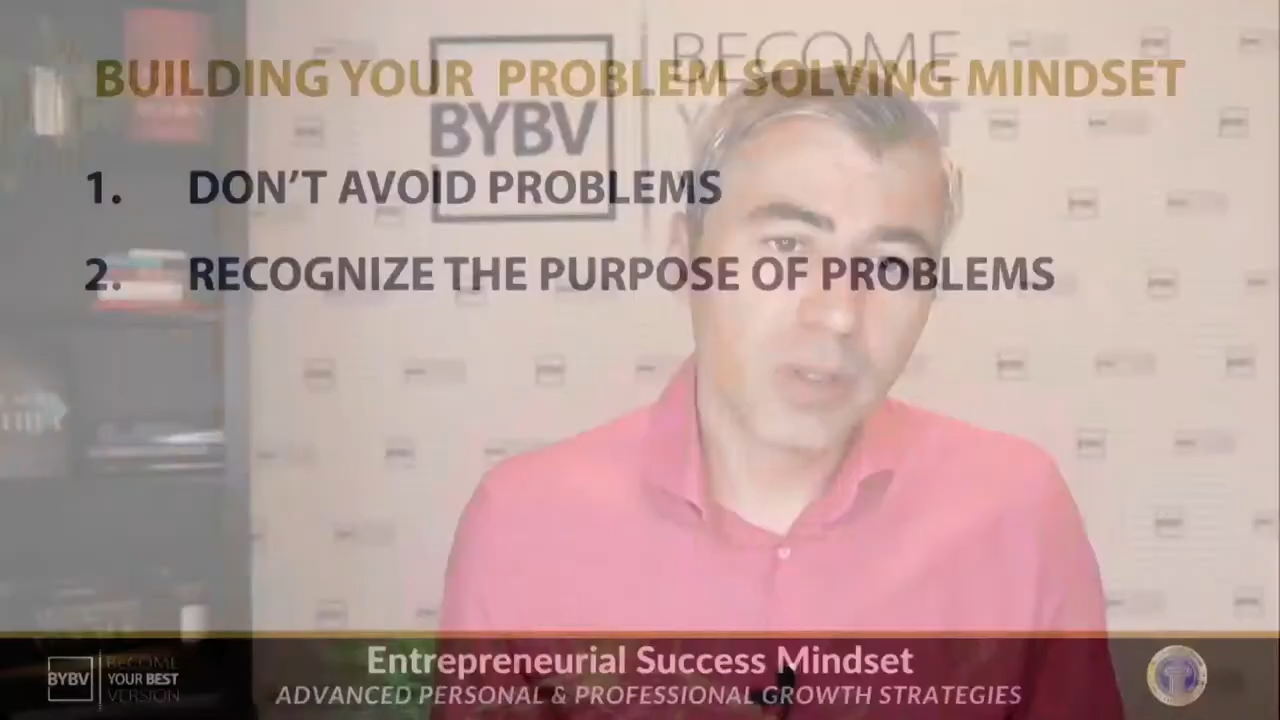 BUILDING YOUR PROBLEM SOLVING MINDSET
BECOME
BYBV
1. DON'T AVOID PROBLEMS
2. RECOGNIZE THE PURPOSE OF PROBLEMS
Entrepreneurial Success Mindset
ADVANCED PERSONAL & PROFESSIONAL GROWTH STRATEGIES
BYBV
BECOME
YOUR BEST
VERSION